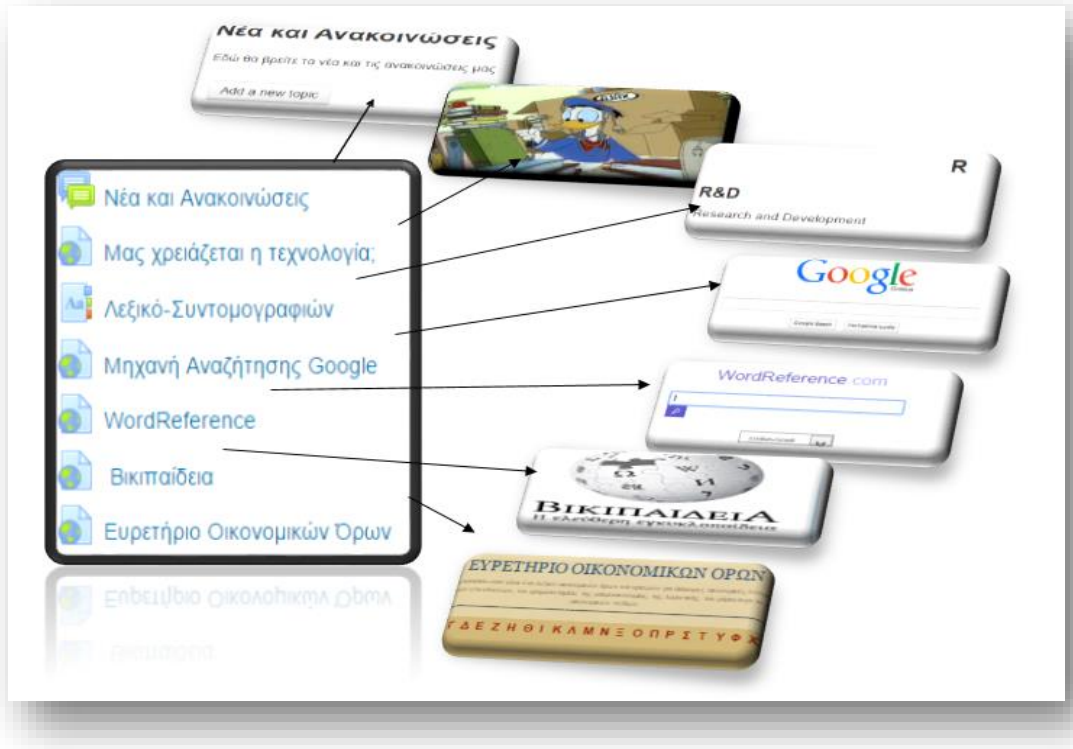 Νέα και Ανακοινώσεις
Εδώ θα βρείτε τα νέα και τις ανακοινώσεις μας
Add a new topic
R
R&D
Research and Development
Νέα και Ανακοινώσεις
Μας χρειάζεται η τεχνολογία;
Λεξικό-Συντομογραφιών
Μηχανή Αναζήτησης Google
WordReference
Βικιπαίδεια
Ευρετήριο Οικονομικών Όρων
Google
WordReference.com
ΒΙΚΙΠΑΙΔΕΙΑ
Η ελεύθερη εγκυκλοπαίδεια
ΕΥΡΕΤΗΡΙΟ ΟΙΚΟΝΟΜΙΚΩΝ ΟΡΩΝ
Δ Ε Ζ Η Θ Ι Κ Λ Μ Ν Ξ Ο Π Ρ Σ Τ Υ Φ Χ